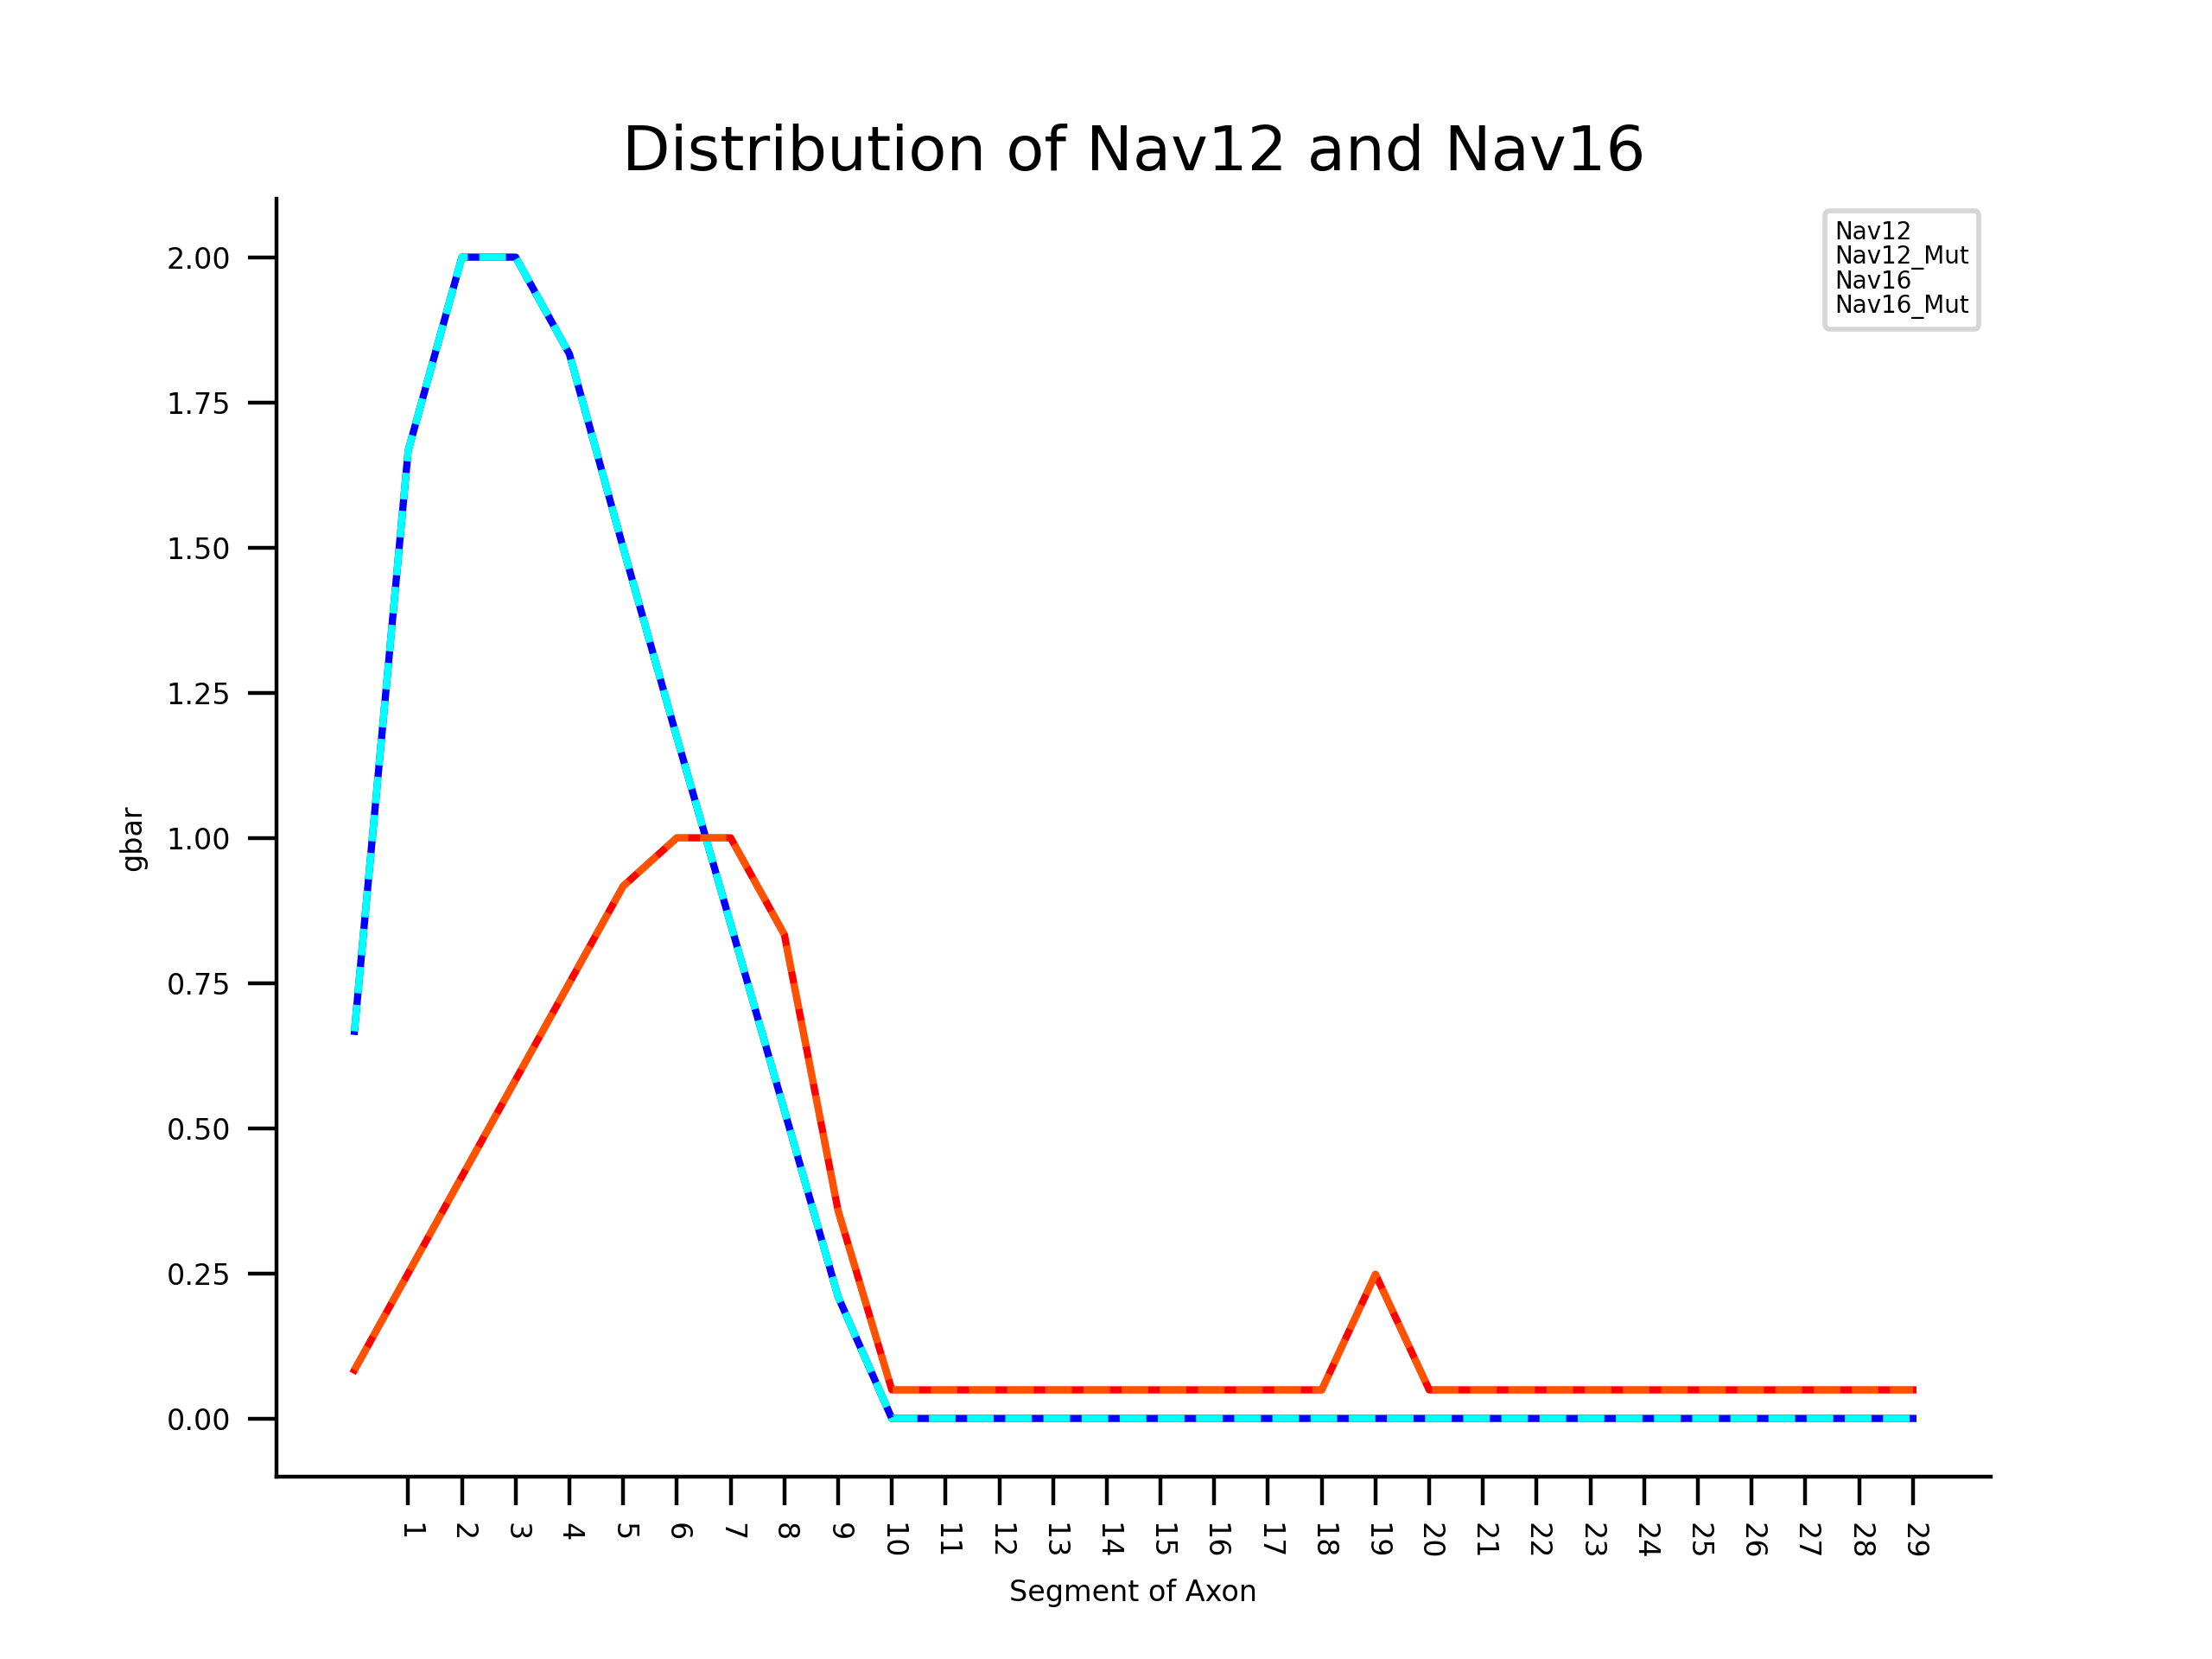 Distribution of Nav12 and Nav16
Nav12
Nav12_Mut
Nav16
Nav16_Mut
2.00
1.75
1.50
1.25
1.00
0.75
0.50
0.25
0.00
gbar
1 2 3 4 5 6 7 8 9 10 11 12 13 14 15 16 17 18 19 20 21 22 23 24 25 26 27 28 29
Segment of Axon